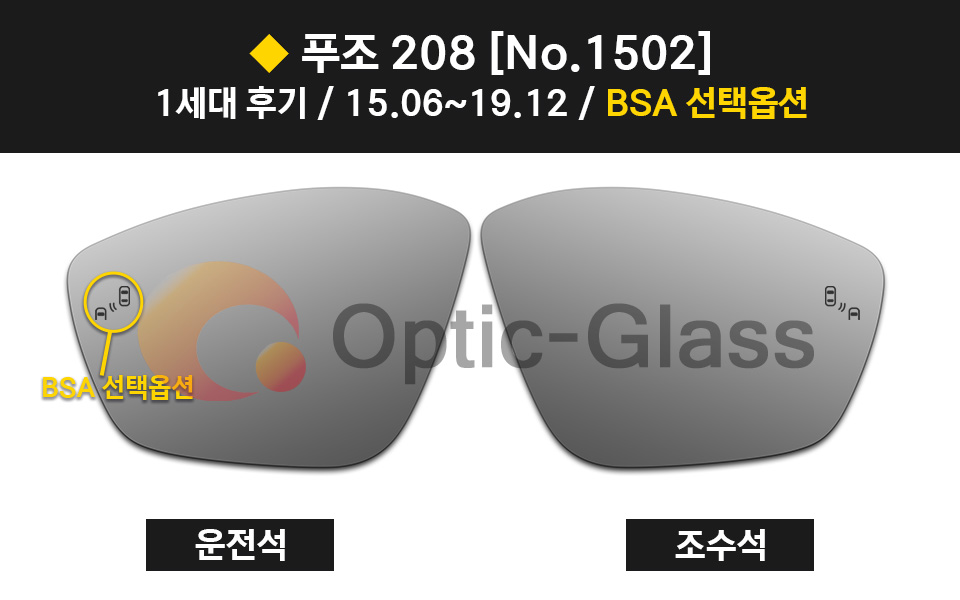 ◆ 푸조 208 [No.1502]
1세대 후기 / 15.06~19.12 / BSA 선택옵션
Optic-Glass
BSA 선택옵션
운전석
조수석